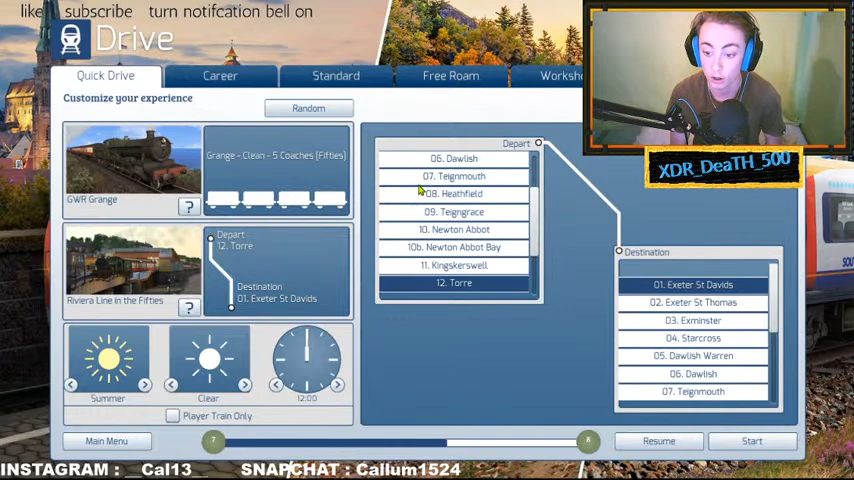 like subscribe turn notifcation bell on
Drive
Quick Drive
Career
Standard
Free Roam
Worksho
Customize your experience
Random
GWR Grange
?
Grange - Clean - 5 Coaches (Fifties)
Riviera Line in the Fifties
?
Depart
12. Torre
Destination
01. Exeter St Davids
Summer
Clear
12:00
Player Train Only
Depart
06. Dawlish
07. Teignmouth
08. Heathfield
09. Teigngrace
10. Newton Abbot
10b. Newton Abbot Bay
11. Kingskerswell
12. Torre
Destination
01. Exeter St Davids
02. Exeter St Thomas
03. Exminster
04. Starcross
05. Dawlish Warren
06. Dawlish
07. Teignmouth
XDR_DeaTH_500
Main Menu
7
8
Resume
Start
INSTAGRAM : __Cal13__ SNAPCHAT : Callum1524